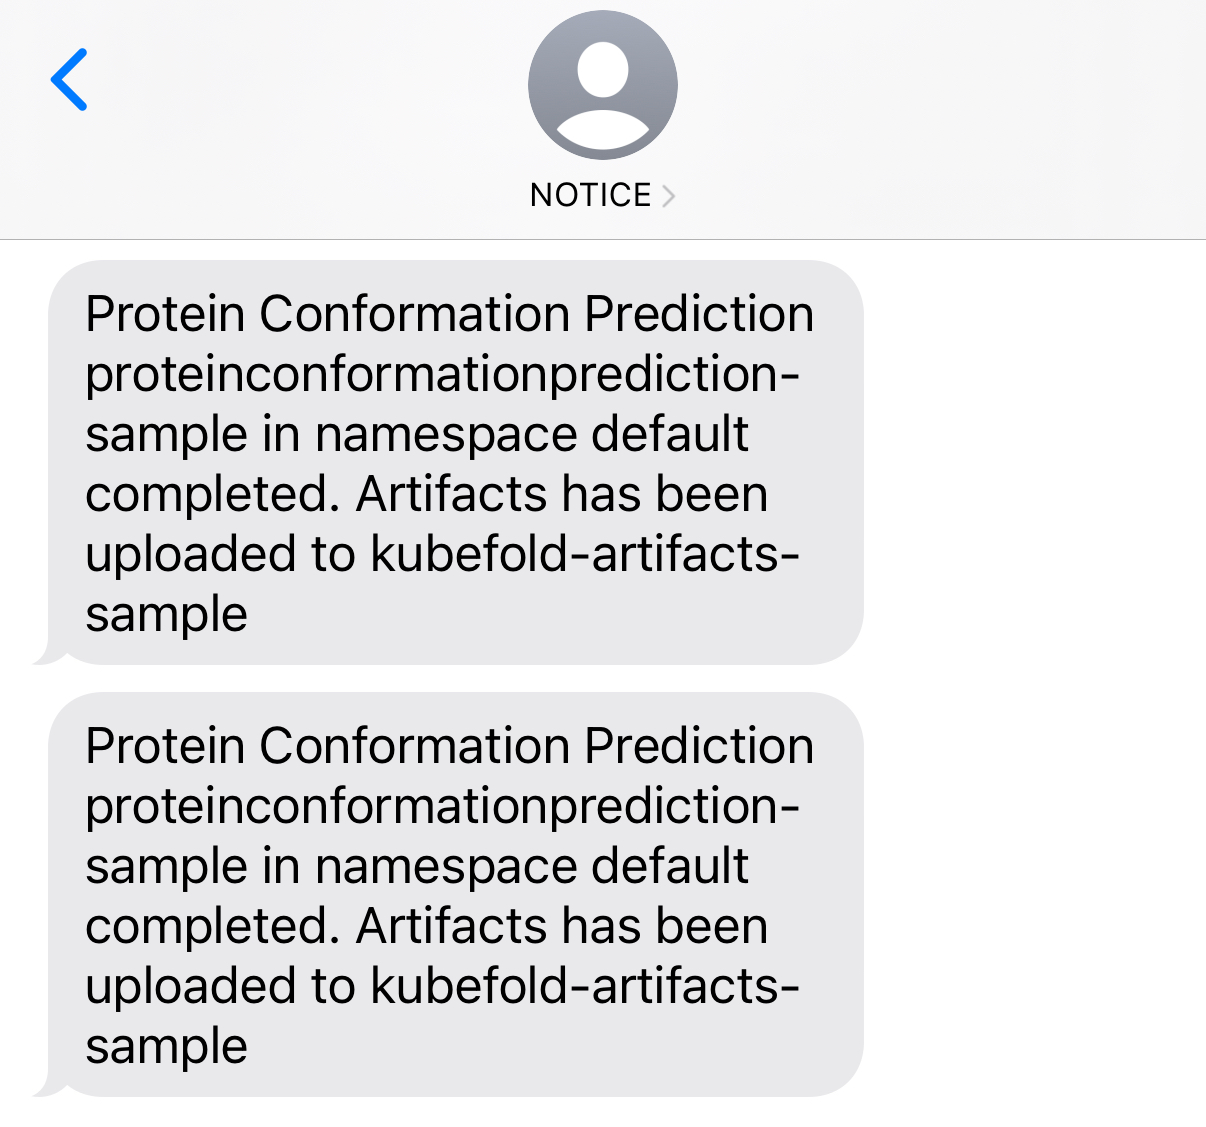 NOTICE
Protein Conformation Prediction
proteinconformationprediction-
sample in namespace default
completed. Artifacts has been
uploaded to kubefold-artifacts-
sample
Protein Conformation Prediction
proteinconformationprediction-
sample in namespace default
completed. Artifacts has been
uploaded to kubefold-artifacts-
sample